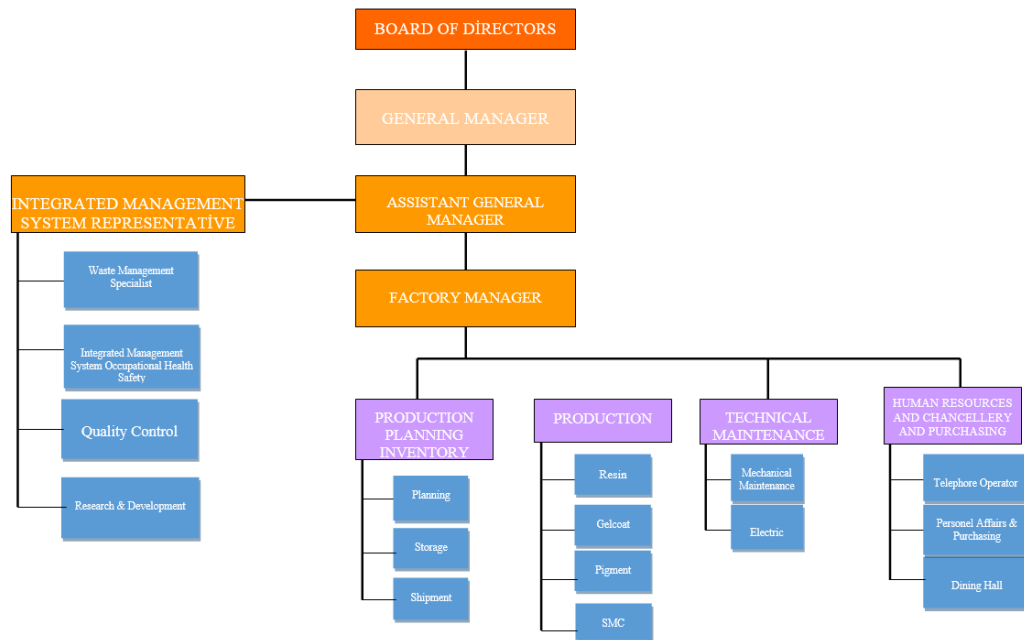 BOARD OF DİRECTORS
GENERAL MANAGER
INTEGRATED MANAGEMENT
SYSTEM REPRESENTATİVE
ASSISTANT GENERAL
MANAGER
Waste Management
Specialist
FACTORY MANAGER
Integrated Management
System Occupational Health
Safety
Quality Control
Research & Development
PRODUCTION
PLANNING
INVENTORY
Planning
Storage
Shipment
PRODUCTION
Resin
Gelcoat
Pigment
SMC
TECHNICAL
MAINTENANCE
Mechanical
Maintenance
Electric
HUMAN RESOURCES
AND CHANCELLERY
AND PURCHASING
Telephore Operator
Personel Affairs &
Purchasing
Dining Hall